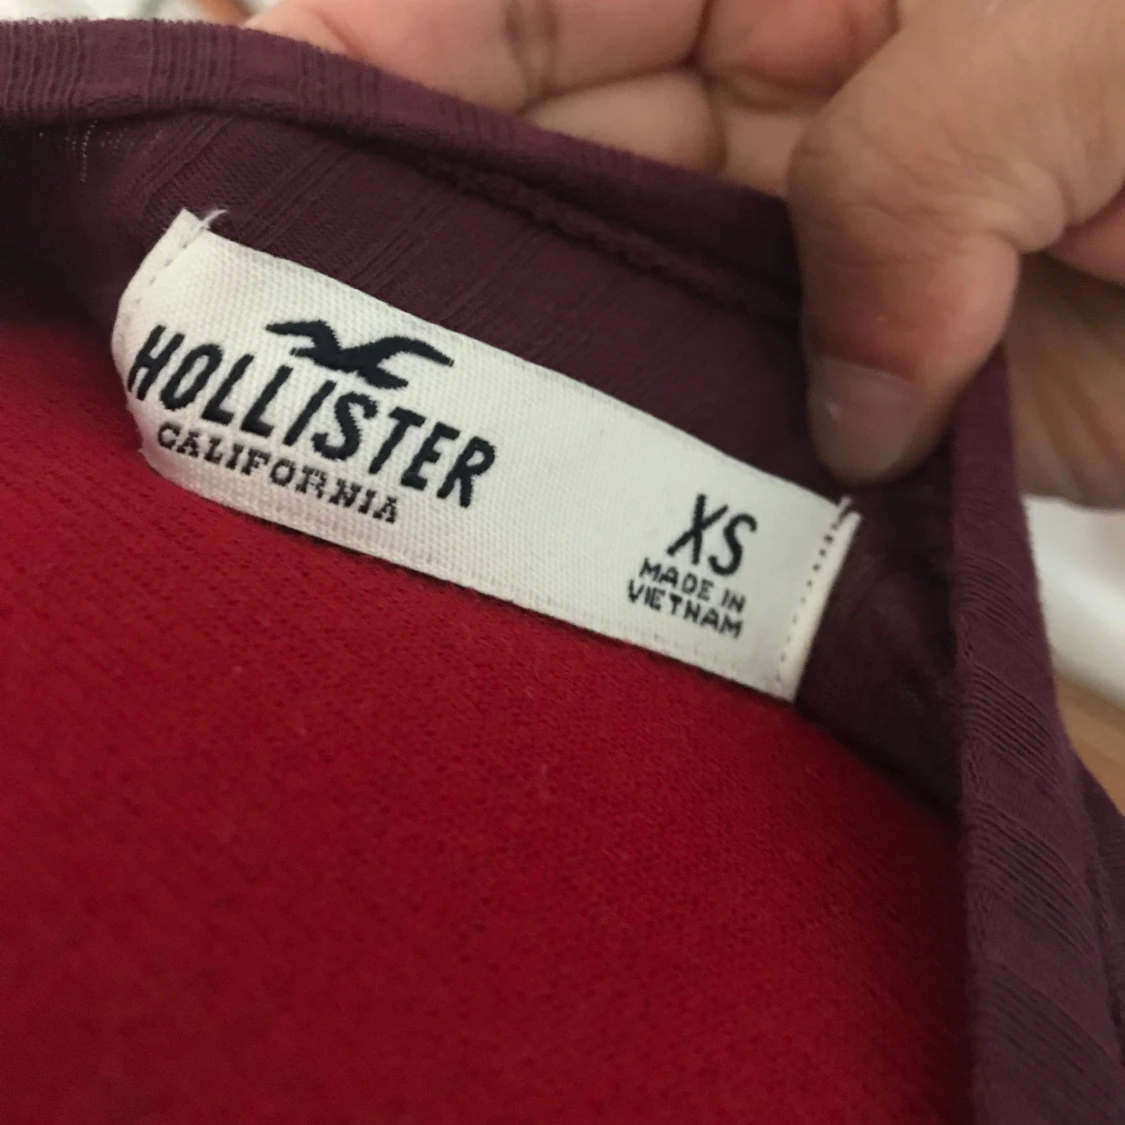 HOLLISTER
CALIFORNIA
XS
MADE IN
VIETNAM